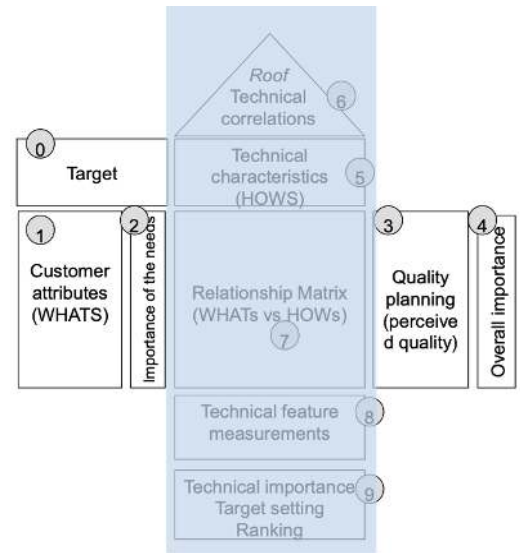 Roof
Technical
correlations
6
0
Target
Technical
characteristics
(HOWS)
5
1
Customer
attributes
(WHATS)
2
Importance of the needs
Relationship Matrix
(WHATs vs HOWs)
7
3
Quality
planning
(perceive
d quality)
4
Overall importance
Technical feature
measurements
8
Technical importance
Target setting
Ranking
9